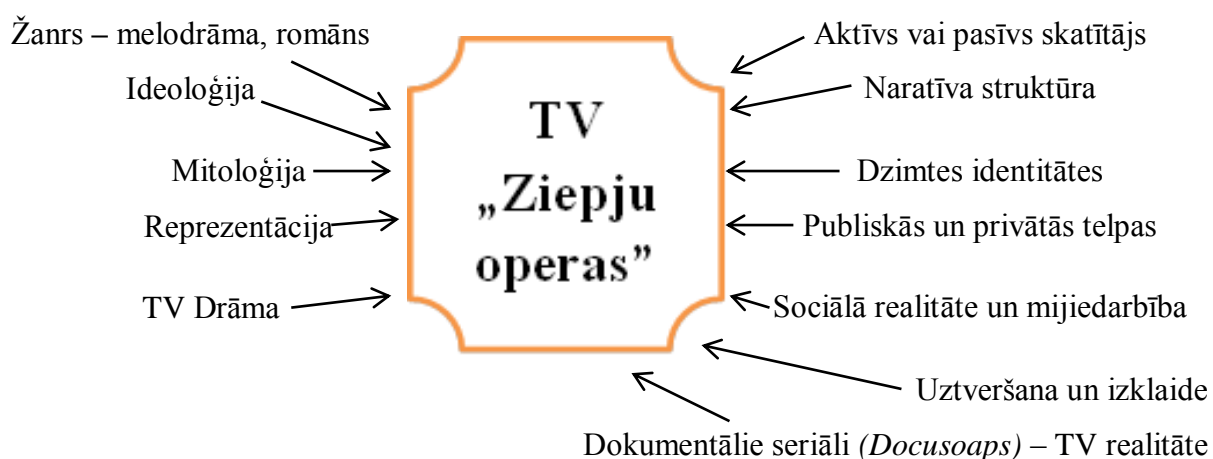 Žanrs – melodrāma, romāns
Ideoloģija
Mitoloģija
Reprezentācija
TV Drāma
TV
„Ziepju
operas”
Aktīvs vai pasīvs skatītājs
Naratīva struktūra
Dzimtes identitātes
Publiskās un privātās telpas
Sociālā realitāte un mijiedarbība
Uztveršana un izklaide
Dokumentālie seriāli (Docusoaps) – TV realitāte